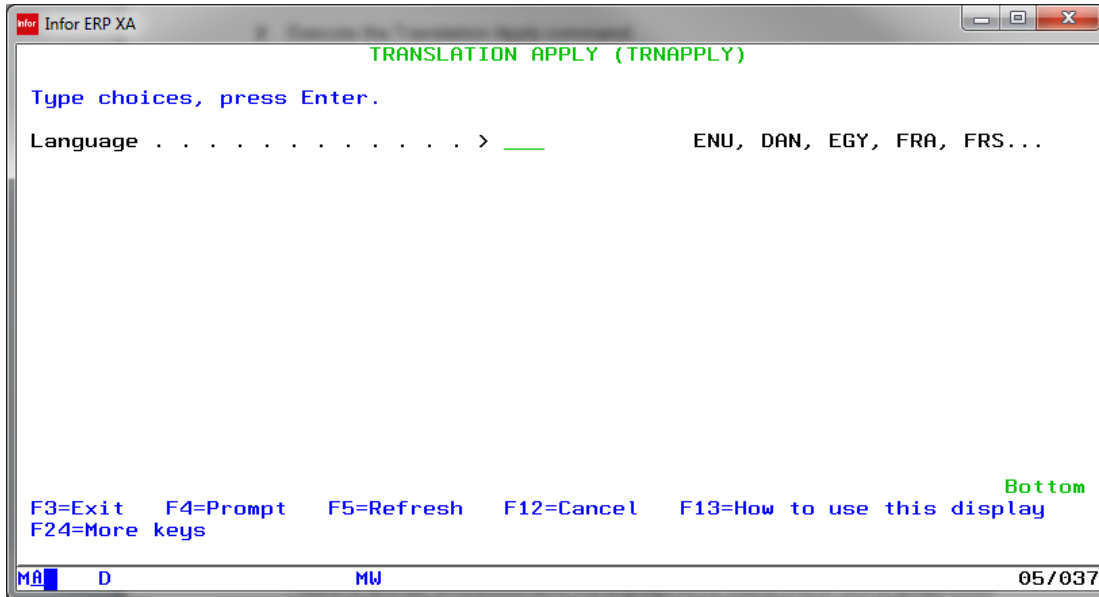 infor Infor ERP XA
TRANSLATION APPLY (TRNAPPLY)
Type choices, press Enter.
Language . . . . . . . . . . . . > ___ ENU, DAN, EGY, FRA, FRS...
Bottom
F3=Exit F4=Prompt F5=Refresh F12=Cancel F13=How to use this display
F24=More keys
MA D MW 05/037